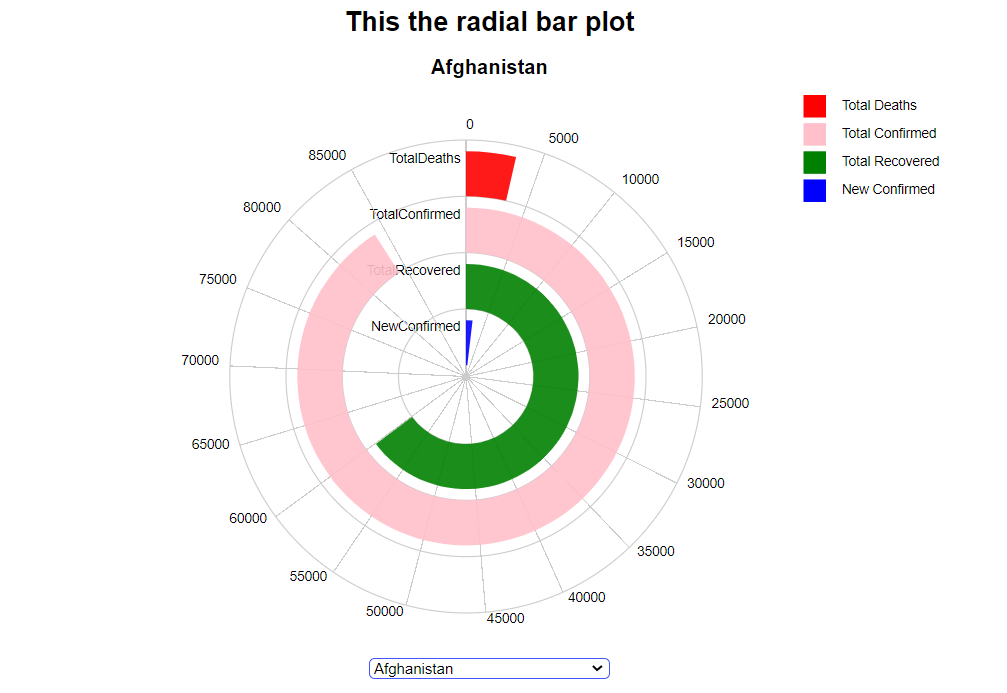 This the radial bar plot
Afghanistan
Total Deaths
Total Confirmed
Total Recovered
New Confirmed
0
5000
10000
15000
20000
25000
30000
35000
40000
45000
50000
55000
60000
65000
70000
75000
80000
85000
TotalDeaths
TotalConfirmed
TotalRecovered
NewConfirmed
Afghanistan